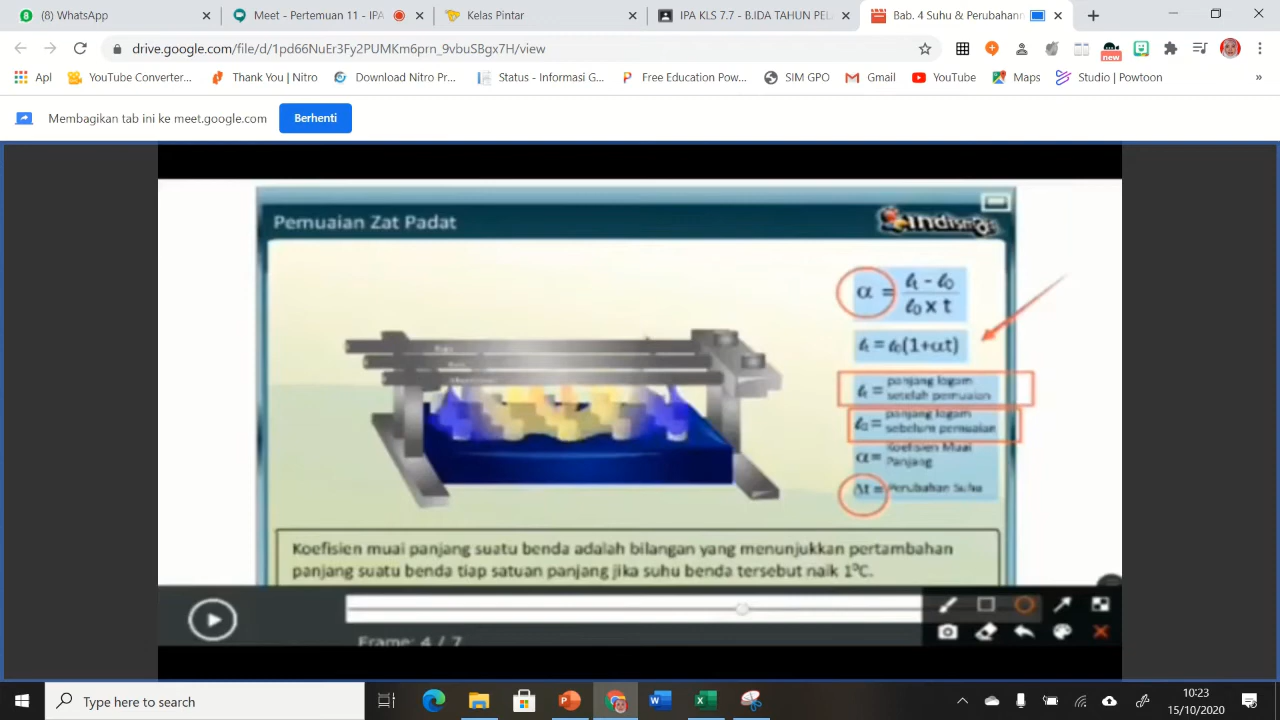 (8) WhatsApp
Meet - Pertemuan 11 - IPA
Kelas Pintar
IPA KLS 7.7 - B.IDA TAHUN PEL
Bab. 4 Suhu & Perubahann
drive.google.com/file/d/1pd66NuEr3Fy2PUMKm6prn_9vbuSBgx7H/view
new
Apl
YouTube Converter...
Thank You | Nitro
Download Nitro Pr...
Status - Informasi G...
Free Education Pow...
SIM GPO
Gmail
YouTube
Maps
Studio | Powtoon
»
Membagikan tab ini ke meet.google.com
Berhenti
Pemuaian Zat Padat
α = ℓt - ℓ0
ℓ0 x t
ℓt = ℓ0(1+αt)
ℓt = panjang logam
setelah pemuaian
ℓ0 = panjang logam
sebelum pemuaian
α = Koefisien Muai
Panjang
Δt = Perubahan Suhu
Koefisien muai panjang suatu benda adalah bilangan yang menunjukkan pertambahan
panjang suatu benda tiap satuan panjang jika suhu benda tersebut naik 1⁰C.
Frame: 4 / 7
Type here to search
10:23
15/10/2020